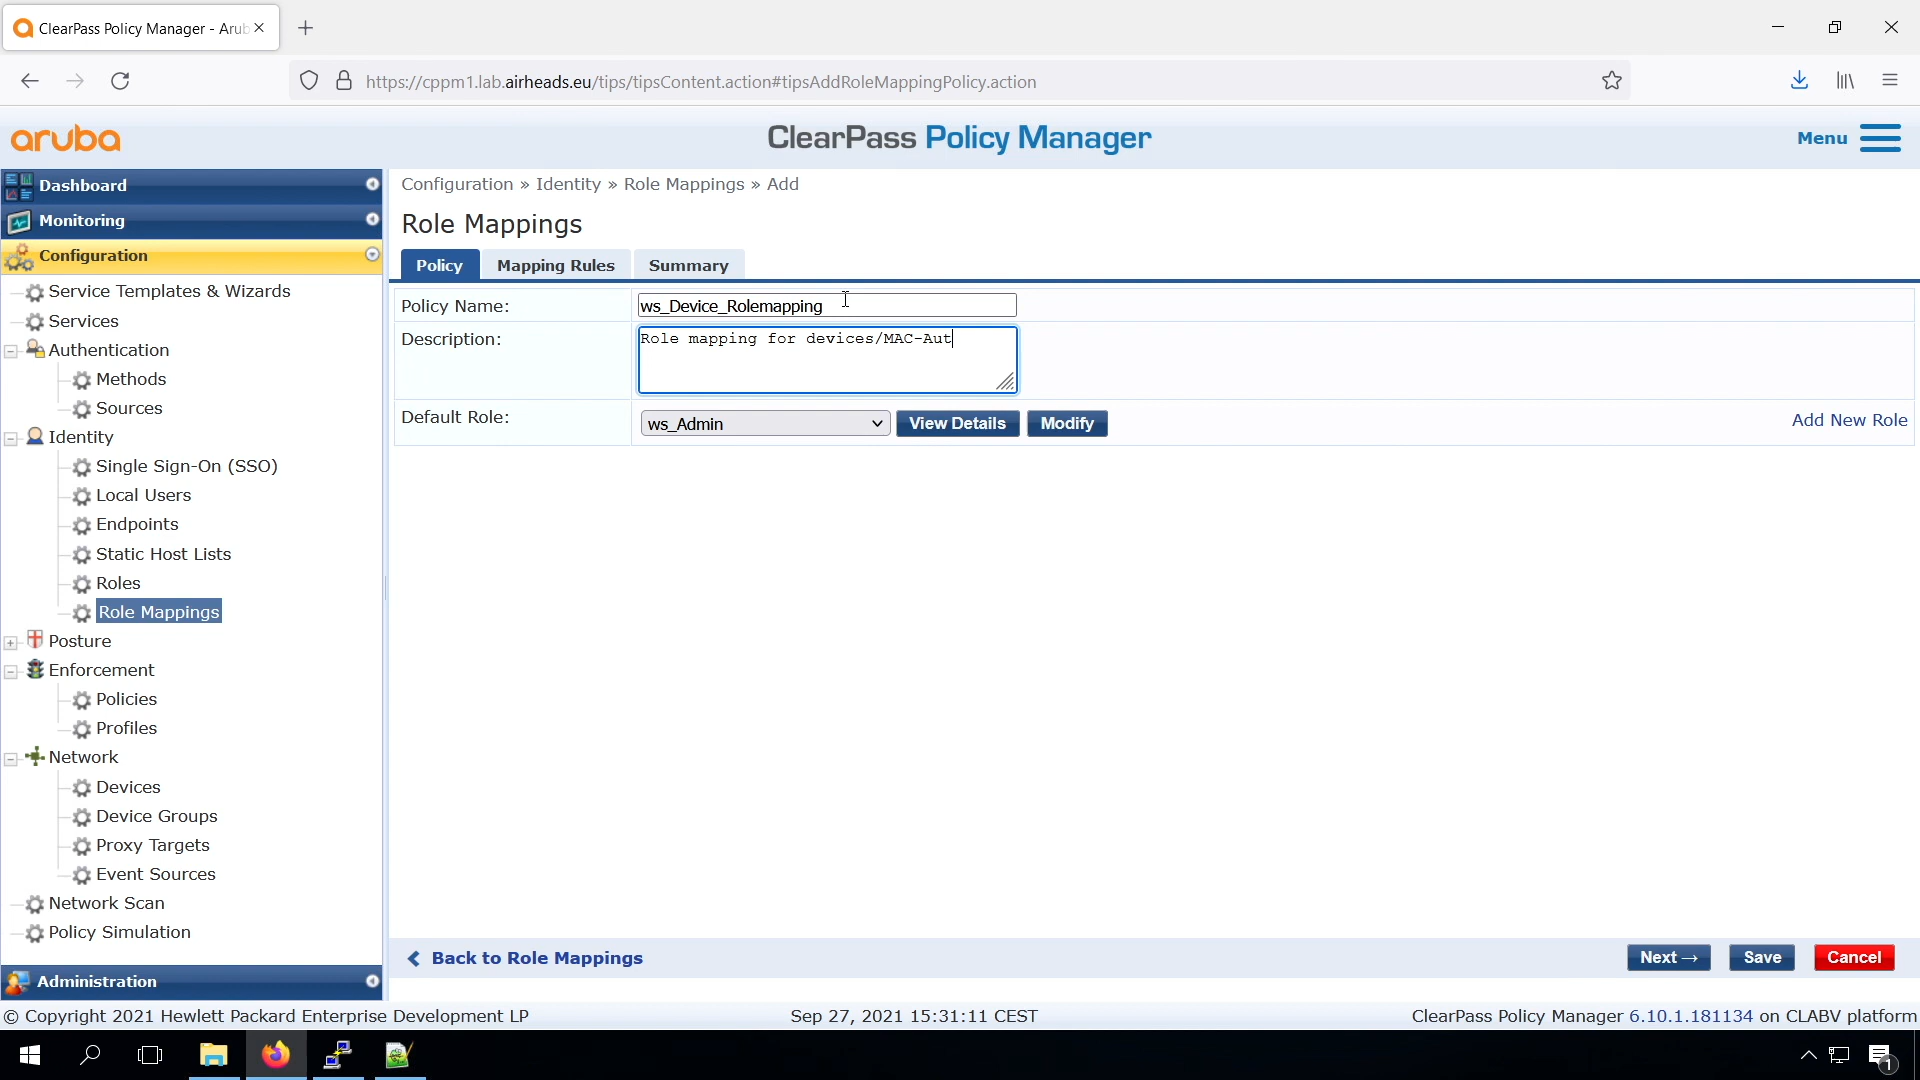 ClearPass Policy Manager - Arub
https://cppm1.lab.airheads.eu/tips/tipsContent.action#tipsAddRoleMappingPolicy.action
aruba
ClearPass Policy Manager
Menu
Dashboard
Monitoring
Configuration
Service Templates & Wizards
Services
Authentication
Methods
Sources
Identity
Single Sign-On (SSO)
Local Users
Endpoints
Static Host Lists
Roles
Role Mappings
Posture
Enforcement
Policies
Profiles
Network
Devices
Device Groups
Proxy Targets
Event Sources
Network Scan
Policy Simulation
Administration
Configuration » Identity » Role Mappings » Add
Role Mappings
Policy Mapping Rules Summary
Policy Name: ws_Device_Rolemapping
Description: Role mapping for devices/MAC-Aut
Default Role: ws_Admin View Details Modify Add New Role
Back to Role Mappings Next → Save Cancel
© Copyright 2021 Hewlett Packard Enterprise Development LP Sep 27, 2021 15:31:11 CEST ClearPass Policy Manager 6.10.1.181134 on CLABV platform
1